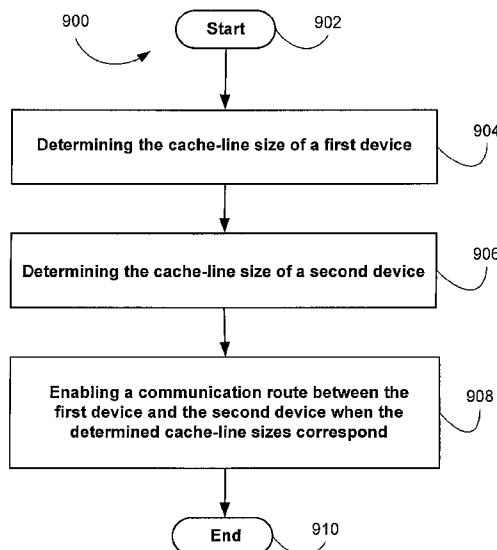 900
Start
902
Determining the cache-line size of a first device
904
Determining the cache-line size of a second device
906
Enabling a communication route between the
first device and the second device when the
determined cache-line sizes correspond
908
End
910